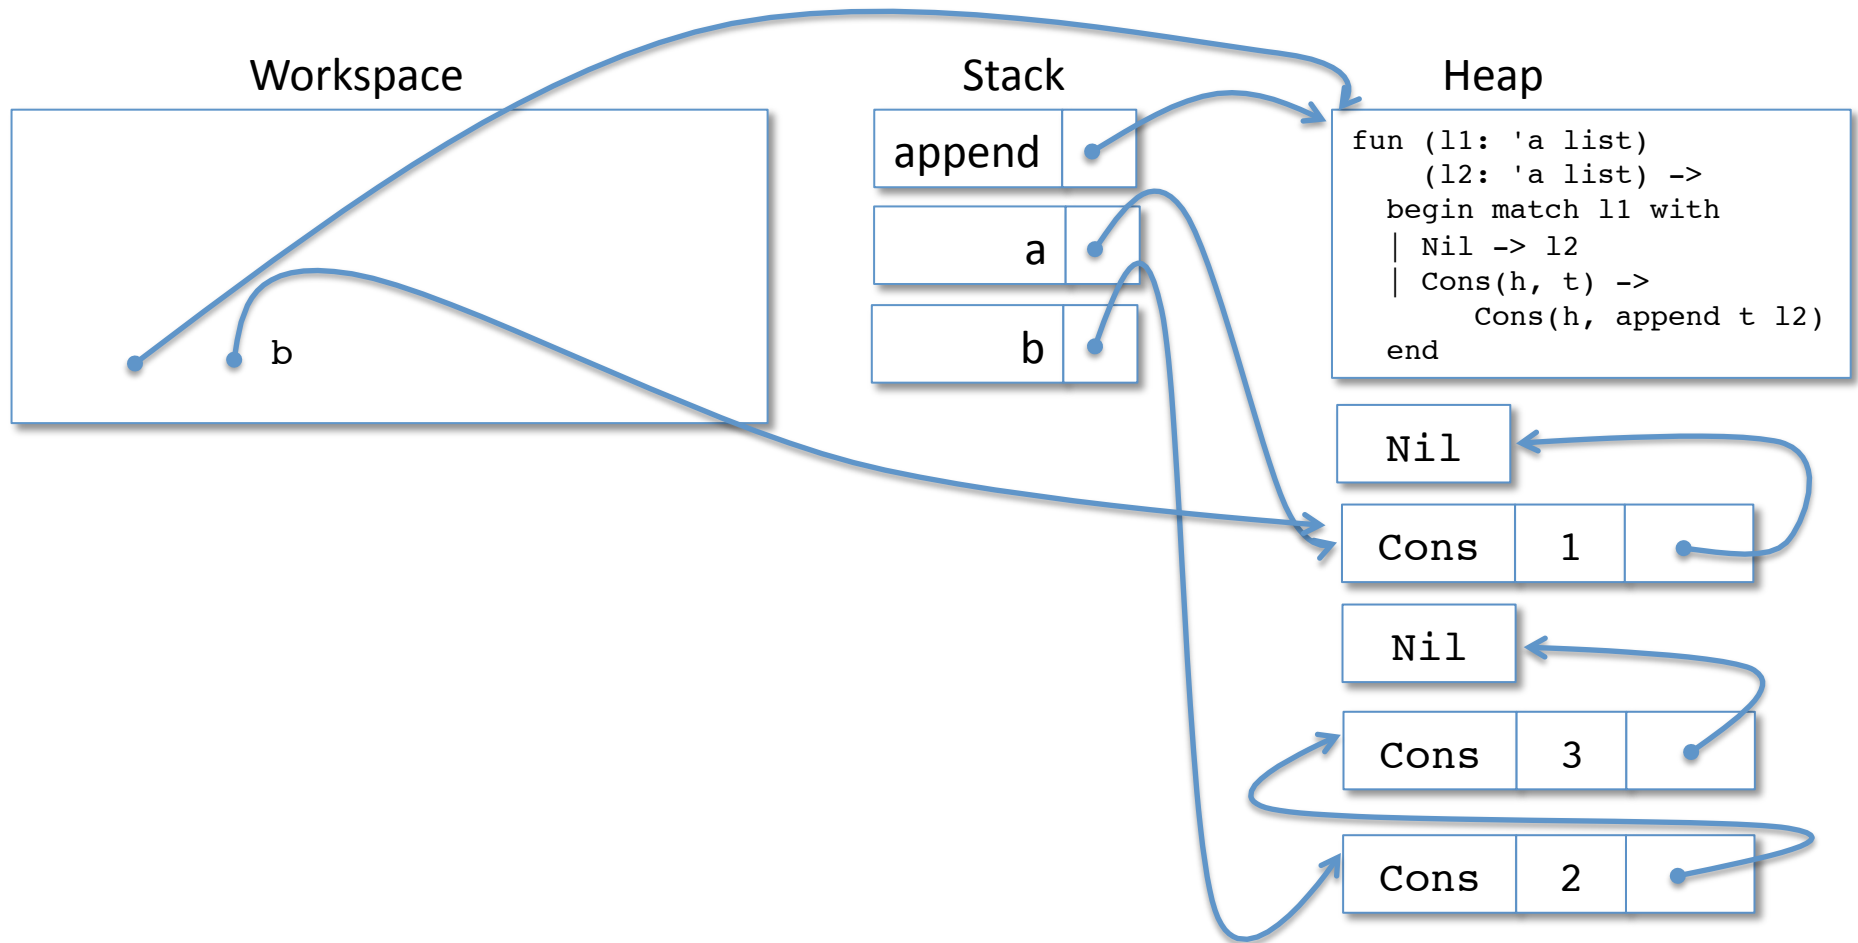 Workspace
Stack
Heap
b
append
a
b
fun (l1: 'a list)
(l2: 'a list) ->
begin match l1 with
| Nil -> l2
| Cons(h, t) ->
Cons(h, append t l2)
end
Nil
Cons 1
Nil
Cons 3
Cons 2